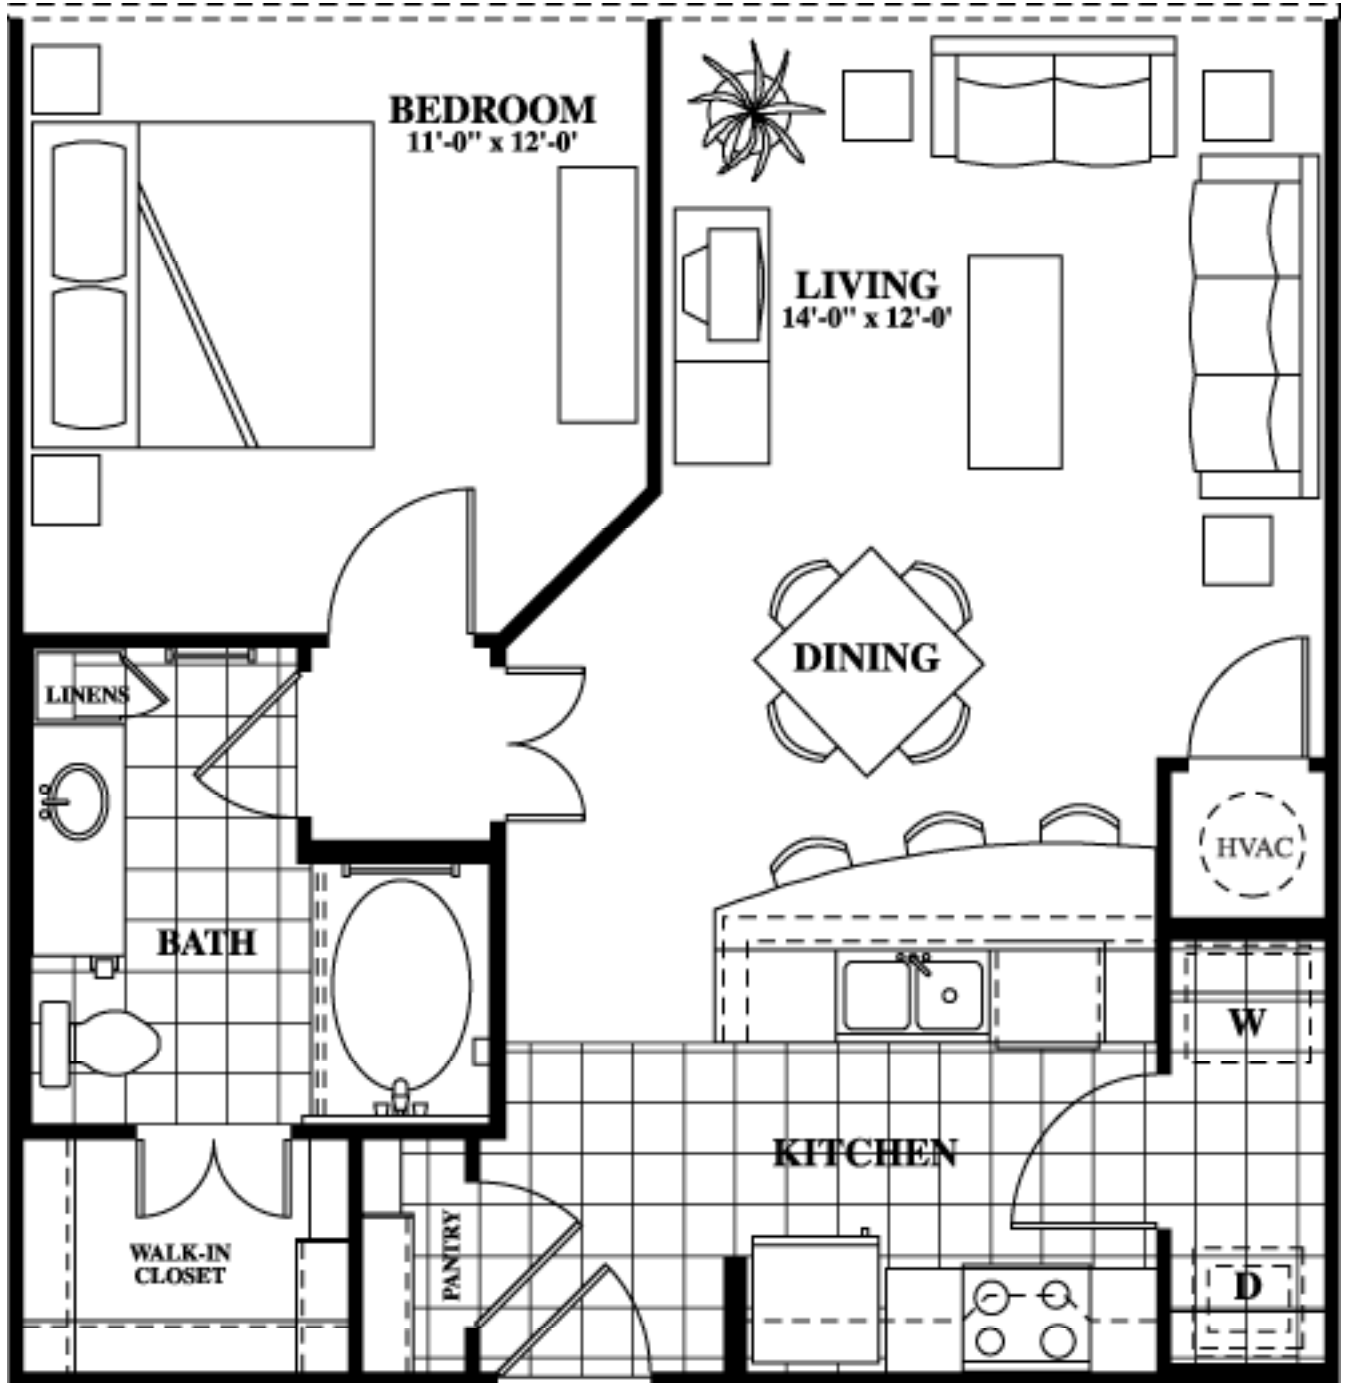 BEDROOM
11'-0" x 12'-0'
LIVING
14'-0" x 12'-0'
DINING
LINENS
HVAC
BATH
W
KITCHEN
PANTRY
WALK-IN
CLOSET
D